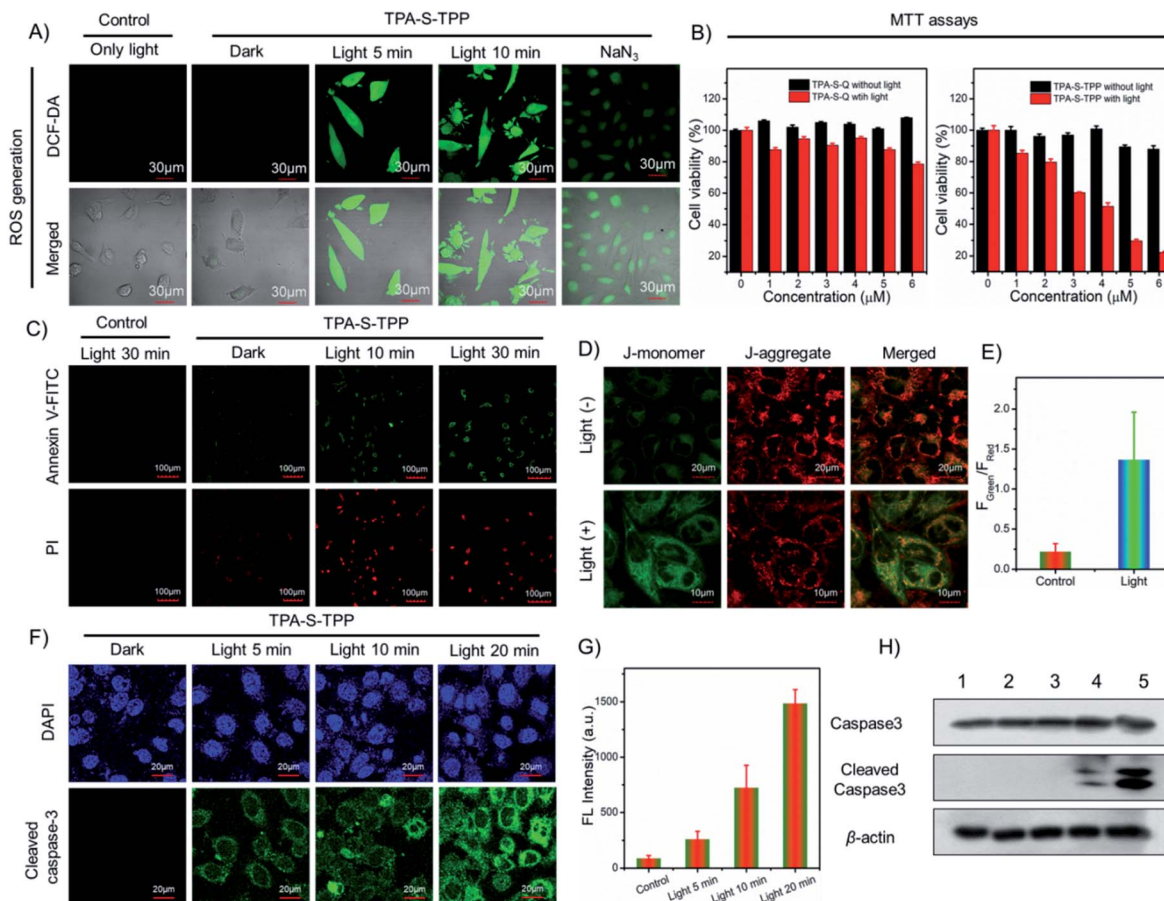 A)
Control
TPA-S-TPP
Only light
Dark
Light 5 min
Light 10 min
NaN₃
ROS generation
DCF-DA
30μm
30μm
30μm
30μm
30μm
Merged
30μm
30μm
30μm
30μm
30μm
B)
MTT assays
TPA-S-Q without light
TPA-S-Q wtih light
Cell viability (%)
120
100
80
60
40
20
0 1 2 3 4 5 6
Concentration (μM)
TPA-S-TPP without light
TPA-S-TPP with light
Cell viability (%)
120
100
80
60
40
20
0 1 2 3 4 5 6
Concentration (μM)
C)
Control
TPA-S-TPP
Light 30 min
Dark
Light 10 min
Light 30 min
Annexin V-FITC
100μm
100μm
100μm
100μm
PI
100μm
100μm
100μm
100μm
D)
J-monomer
J-aggregate
Merged
Light (-)
20μm
20μm
20μm
Light (+)
10μm
10μm
10μm
E)
F Green/F Red
2.0
1.5
1.0
0.5
0.0
Control
Light
F)
TPA-S-TPP
Dark
Light 5 min
Light 10 min
Light 20 min
DAPI
20μm
20μm
20μm
20μm
Cleaved
caspase-3
20μm
20μm
20μm
20μm
G)
FL Intensity (a.u.)
1500
1000
500
0
Control
Light 5 min
Light 10 min
Light 20 min
H)
1 2 3 4 5
Caspase3
Cleaved
Caspase3
β-actin